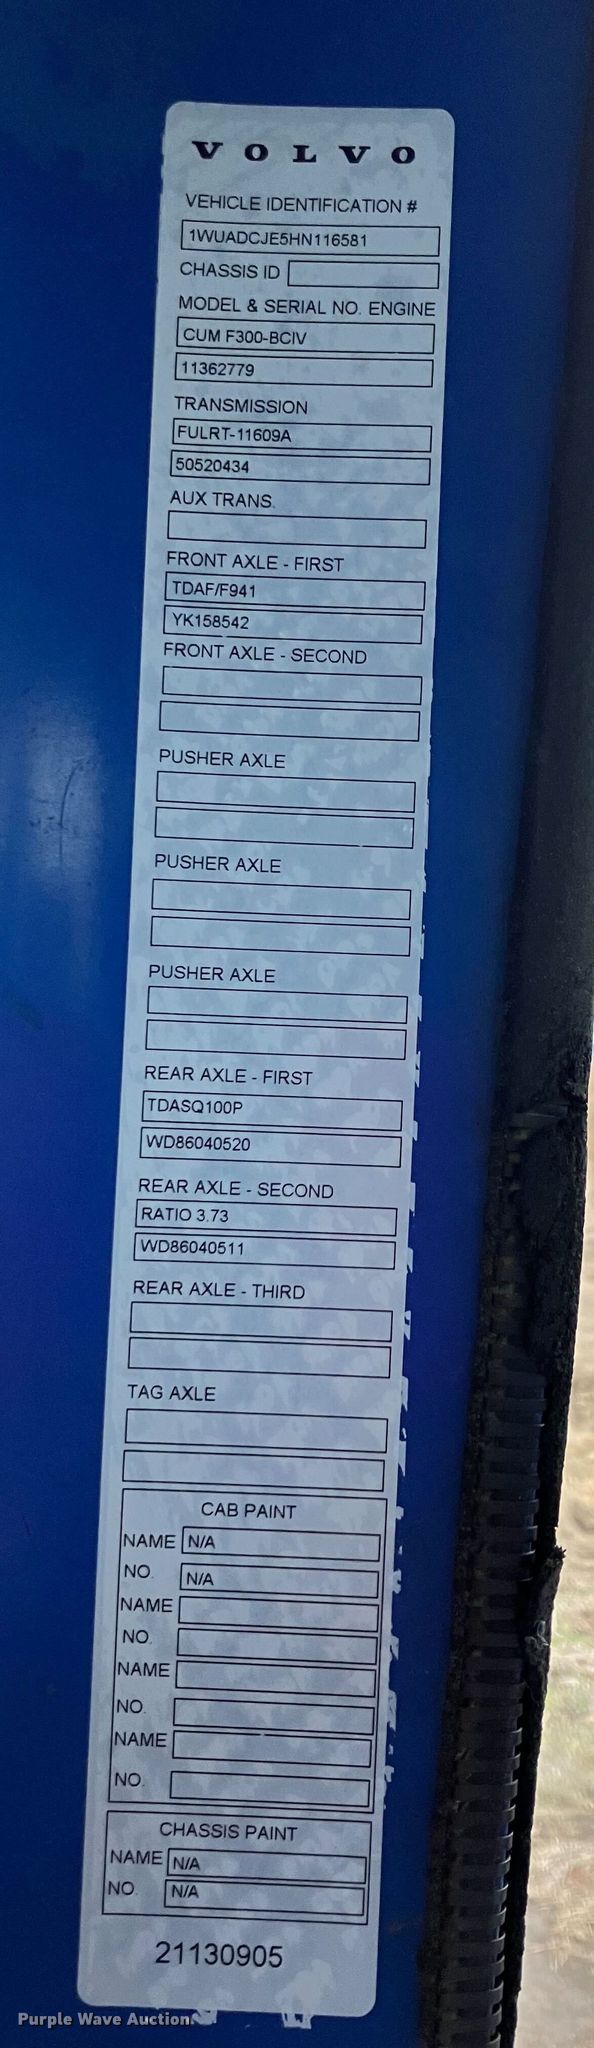 VOLVO
VEHICLE IDENTIFICATION #
1WUADCJE5HN116581
CHASSIS ID
MODEL & SERIAL NO. ENGINE
CUM F300-BCIV
11362779
TRANSMISSION
FULRT-11609A
50520434
AUX TRANS.
FRONT AXLE - FIRST
TDAF/F941
YK158542
FRONT AXLE - SECOND
PUSHER AXLE
PUSHER AXLE
PUSHER AXLE
REAR AXLE - FIRST
TDASQ100P
WD86040520
REAR AXLE - SECOND
RATIO 3.73
WD86040511
REAR AXLE - THIRD
TAG AXLE
CAB PAINT
NAME N/A
NO. N/A
NAME
NO.
NAME
NO.
NAME
NO.
CHASSIS PAINT
NAME N/A
NO. N/A
21130905
Purple Wave Auction